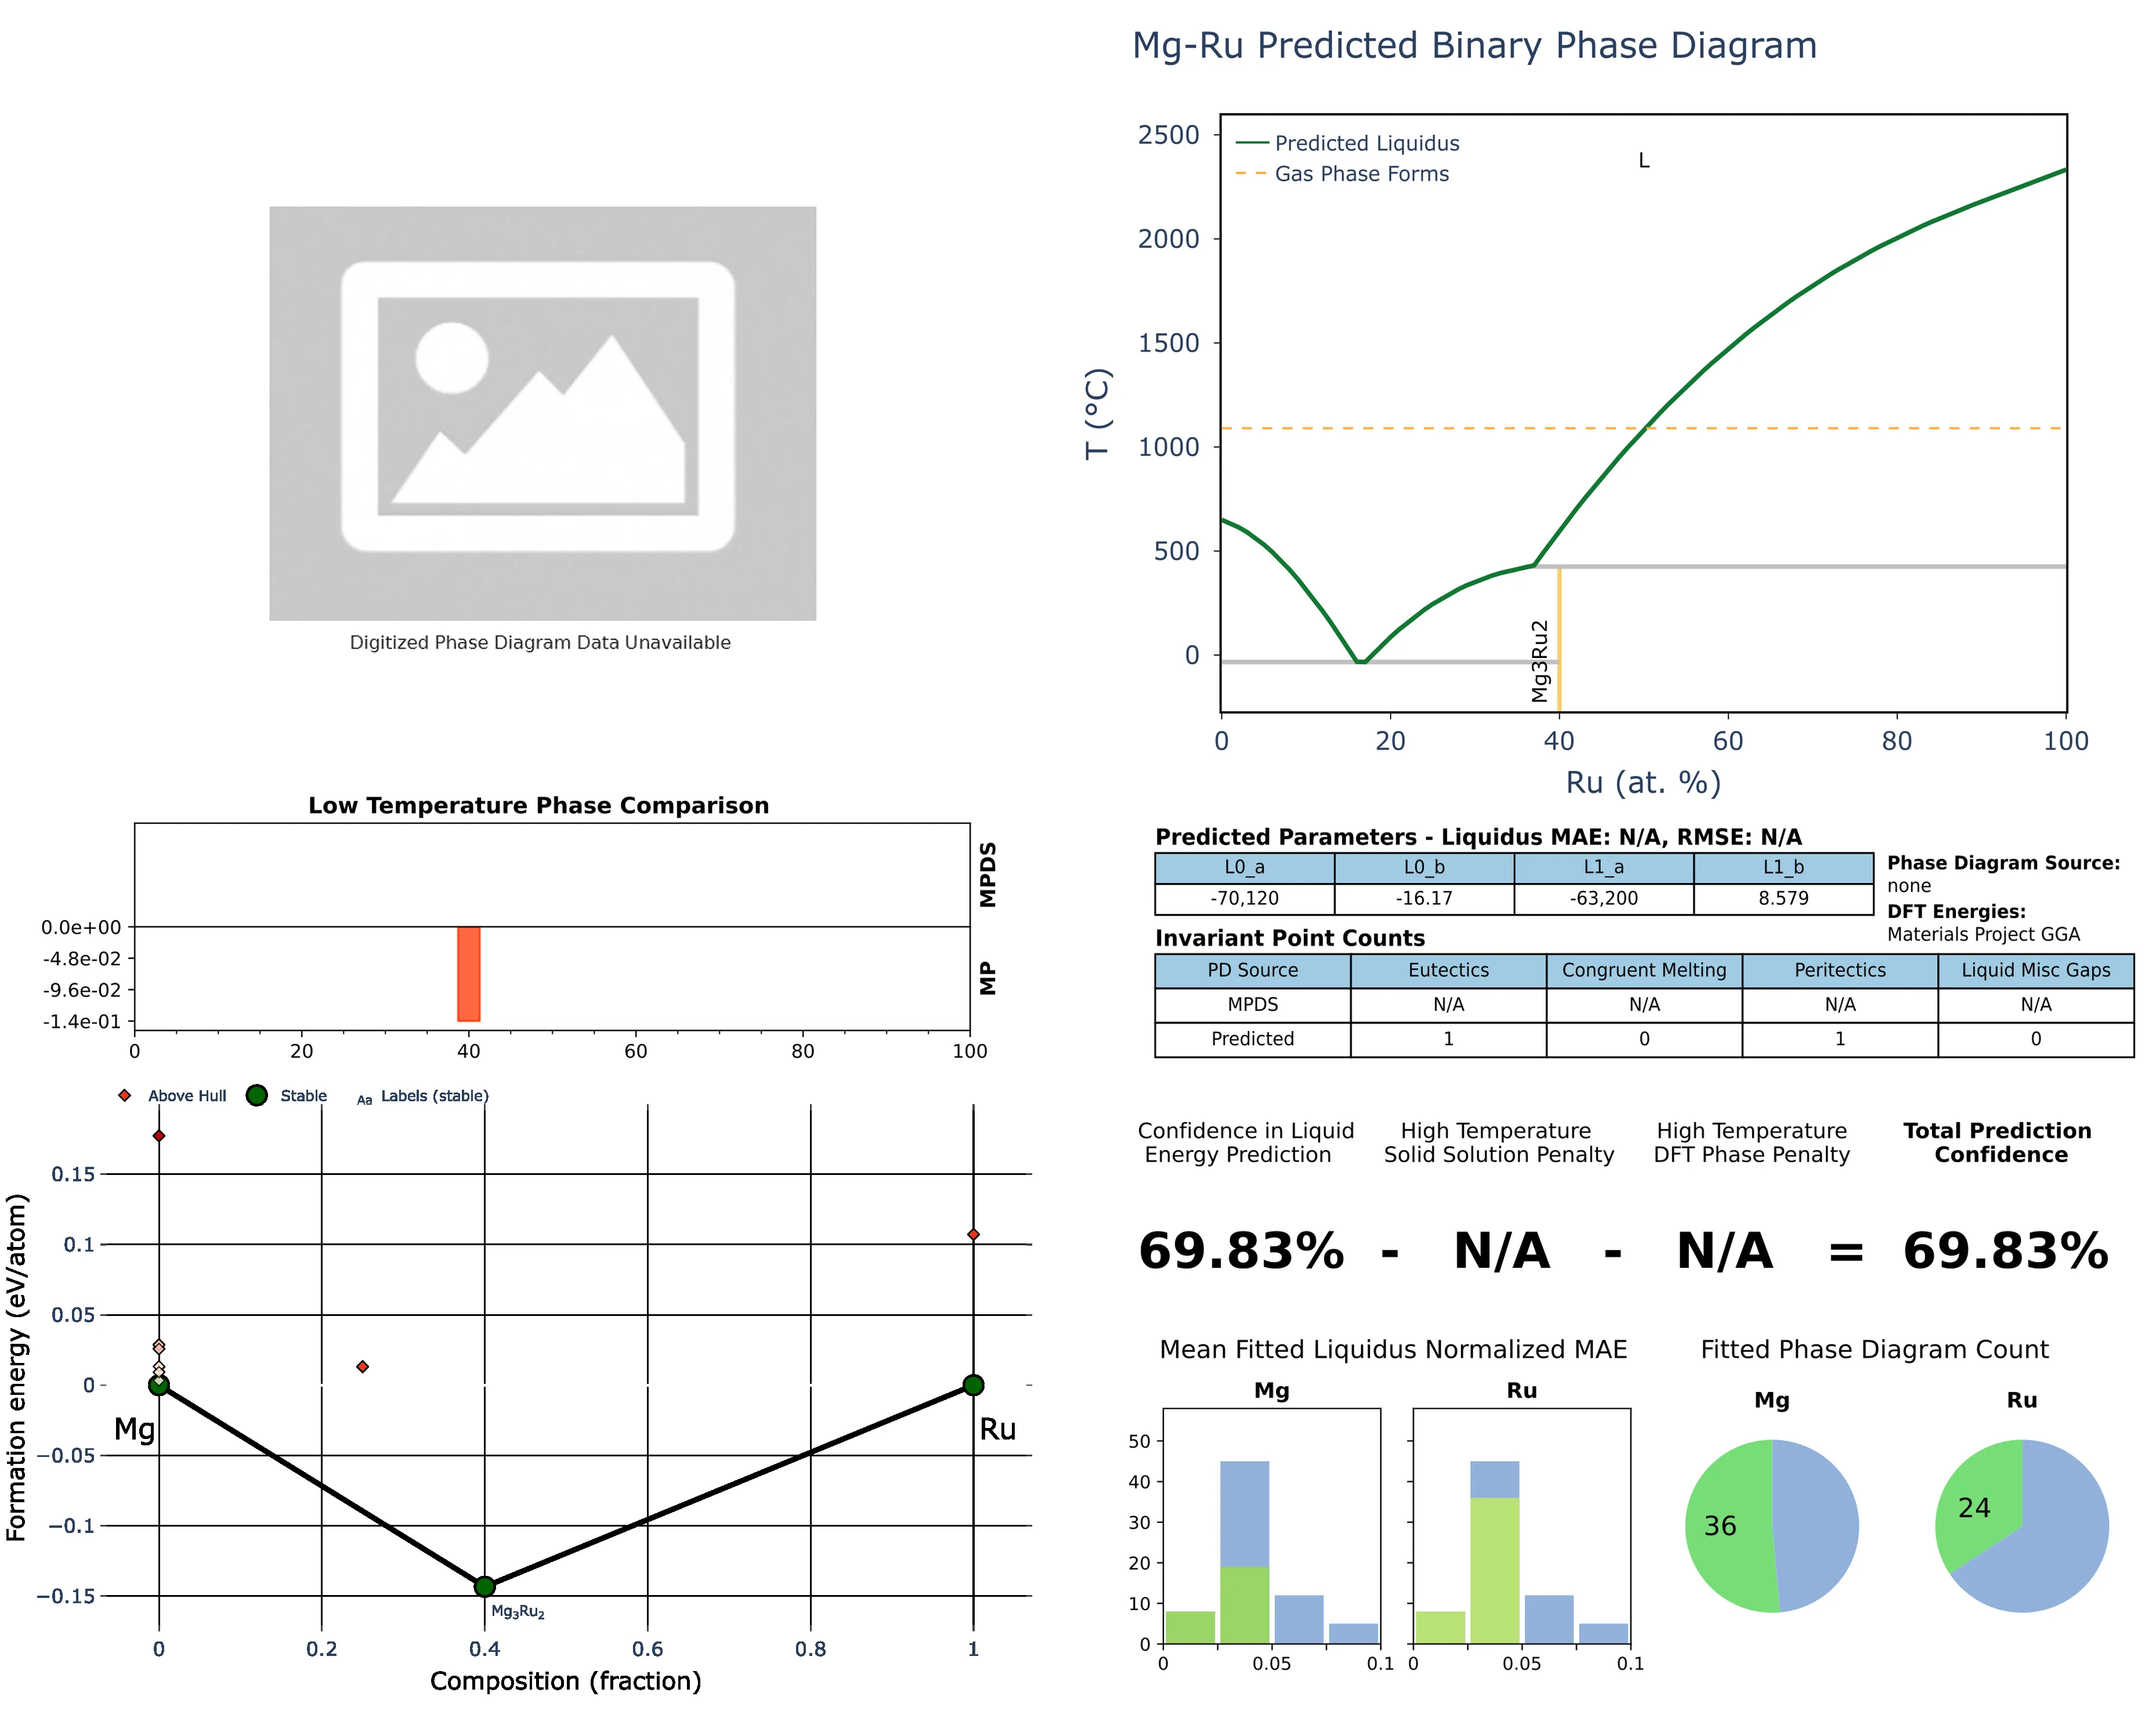 Mg-Ru Predicted Binary Phase Diagram
Digitized Phase Diagram Data Unavailable
2500
2000
1500
1000
500
0
T (°C)
Predicted Liquidus
Gas Phase Forms
L
Mg3Ru2
0 20 40 60 80 100
Ru (at. %)
Low Temperature Phase Comparison
MPDS
MP
0.0e+00
-4.8e-02
-9.6e-02
-1.4e-01
0 20 40 60 80 100
Predicted Parameters - Liquidus MAE: N/A, RMSE: N/A
L0_a L0_b L1_a L1_b
-70,120 -16.17 -63,200 8.579
Phase Diagram Source:
none
DFT Energies:
Materials Project GGA
Invariant Point Counts
PD Source Eutectics Congruent Melting Peritectics Liquid Misc Gaps
MPDS N/A N/A N/A N/A
Predicted 1 0 1 0
Above Hull Stable Aa Labels (stable)
0.15
0.1
0.05
0
−0.05
−0.1
−0.15
Formation energy (eV/atom)
Mg
Ru
Mg₃Ru₂
0 0.2 0.4 0.6 0.8 1
Composition (fraction)
Confidence in Liquid
Energy Prediction
High Temperature
Solid Solution Penalty
High Temperature
DFT Phase Penalty
Total Prediction
Confidence
69.83% - N/A - N/A = 69.83%
Mean Fitted Liquidus Normalized MAE
Mg
Ru
50
40
30
20
10
0
0 0.05 0.1
0 0.05 0.1
Fitted Phase Diagram Count
Mg
Ru
36
24